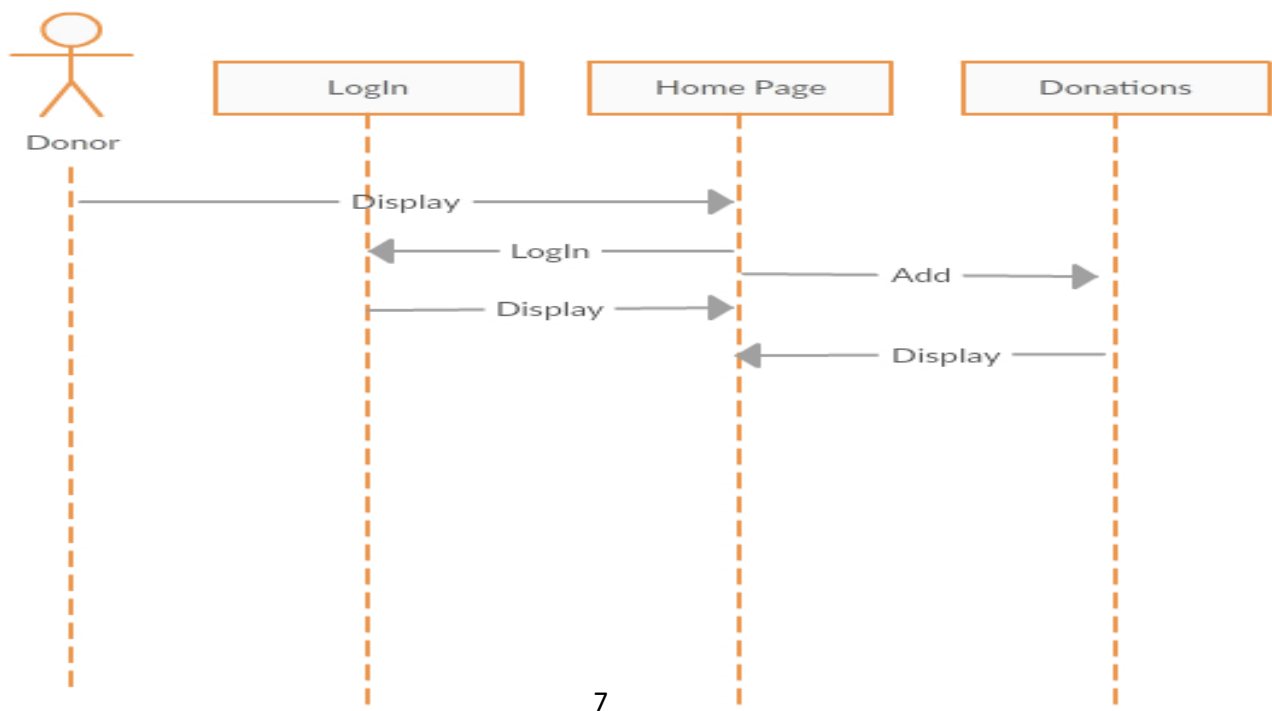 LogIn
Home Page
Donations
Donor
Display
LogIn
Add
Display
Display
7